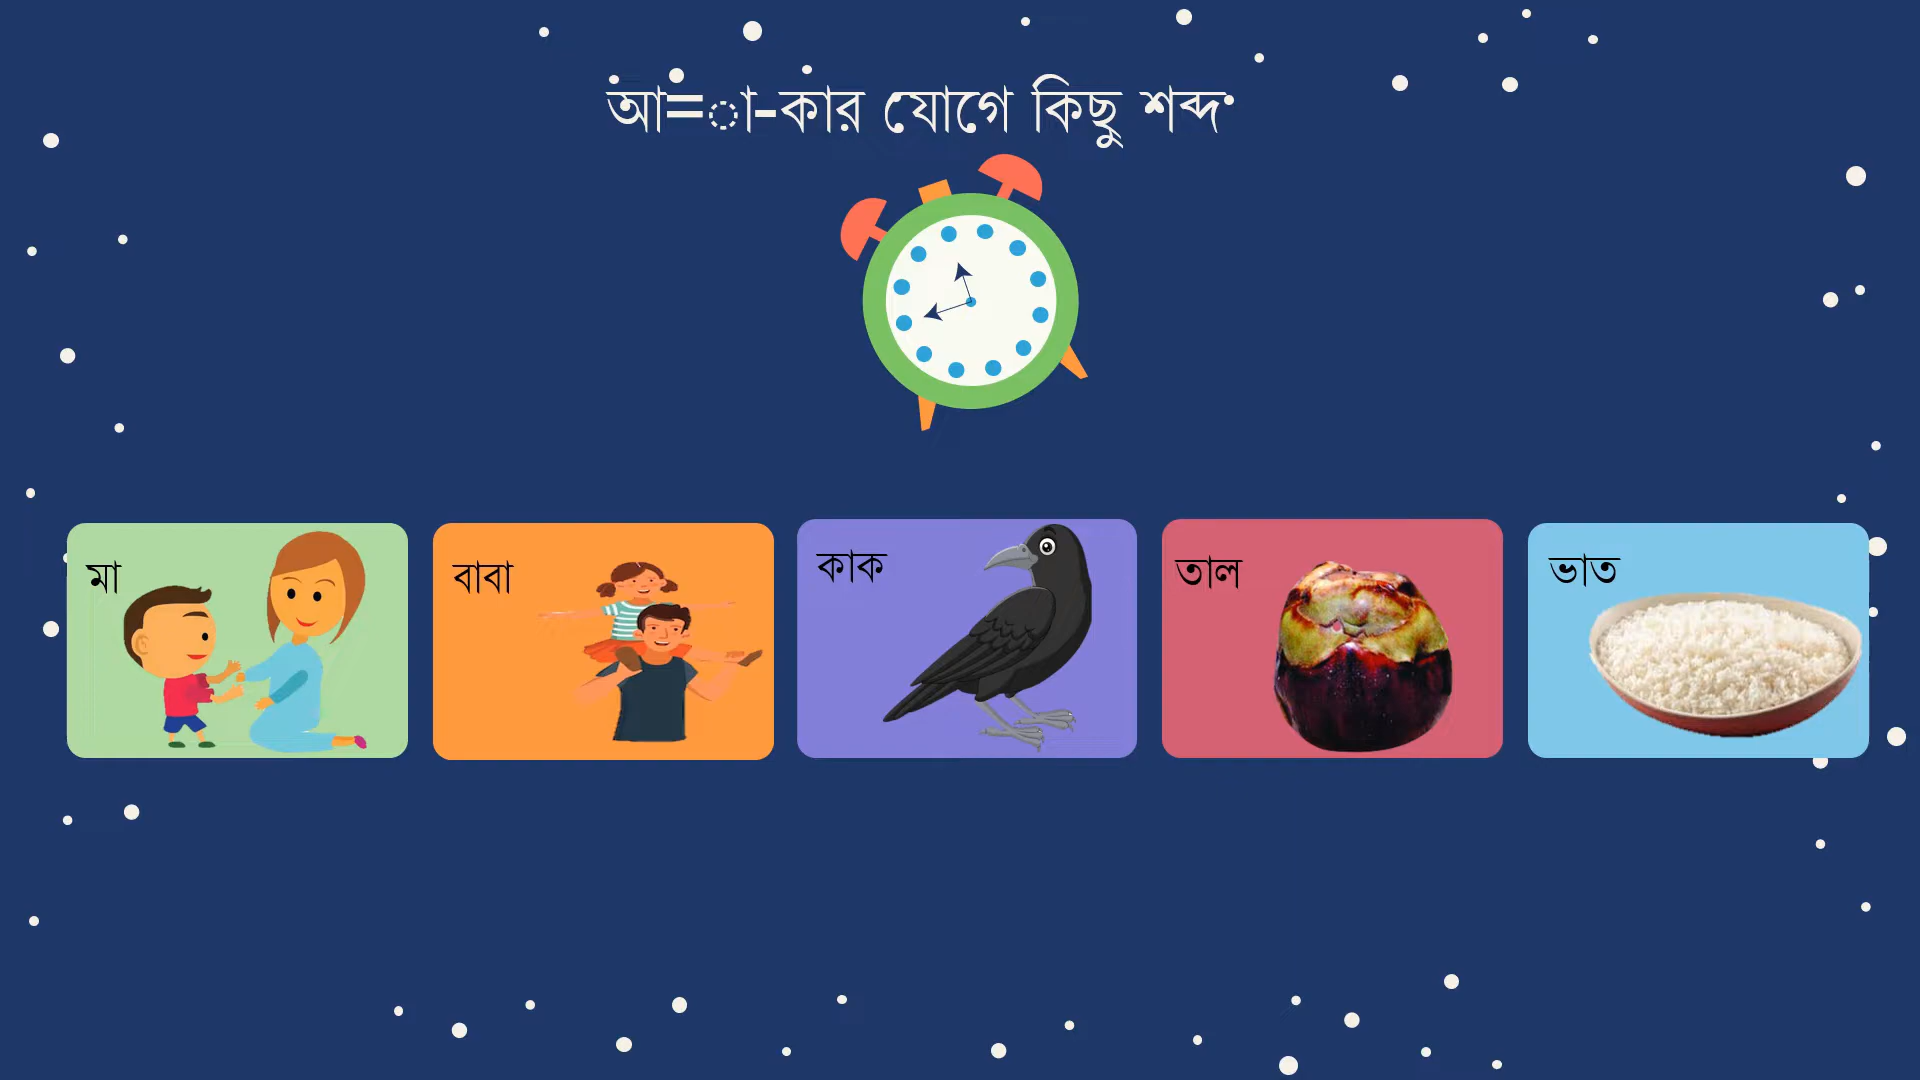 আ=া-কার যোগে কিছু শব্দ
মা
বাবা
কাক
তাল
ভাত